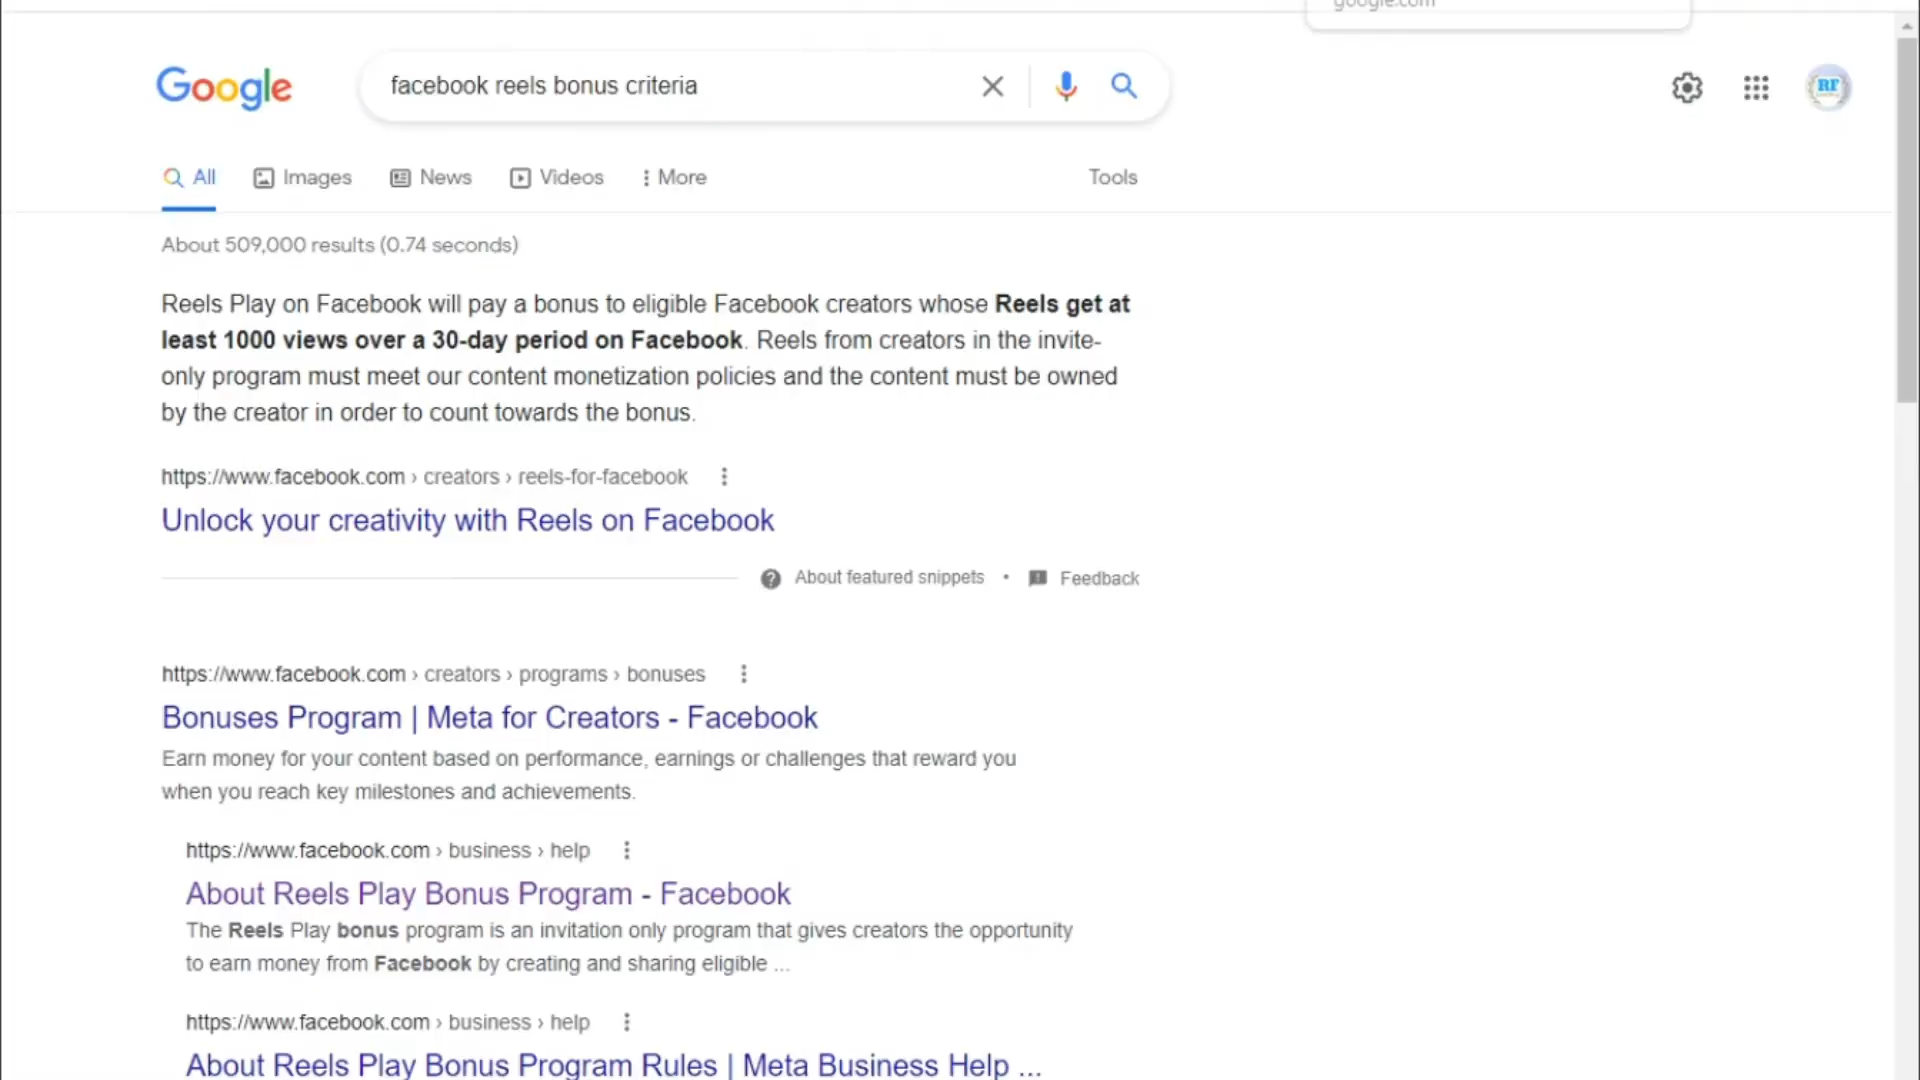 google.com
Google
facebook reels bonus criteria
RF
All
Images
News
Videos
More
Tools
About 509,000 results (0.74 seconds)
Reels Play on Facebook will pay a bonus to eligible Facebook creators whose Reels get at
least 1000 views over a 30-day period on Facebook. Reels from creators in the invite-
only program must meet our content monetization policies and the content must be owned
by the creator in order to count towards the bonus.
https://www.facebook.com › creators › reels-for-facebook
Unlock your creativity with Reels on Facebook
About featured snippets • Feedback
https://www.facebook.com › creators › programs › bonuses
Bonuses Program | Meta for Creators - Facebook
Earn money for your content based on performance, earnings or challenges that reward you
when you reach key milestones and achievements.
https://www.facebook.com › business › help
About Reels Play Bonus Program - Facebook
The Reels Play bonus program is an invitation only program that gives creators the opportunity
to earn money from Facebook by creating and sharing eligible ...
https://www.facebook.com › business › help
About Reels Play Bonus Program Rules | Meta Business Help ...